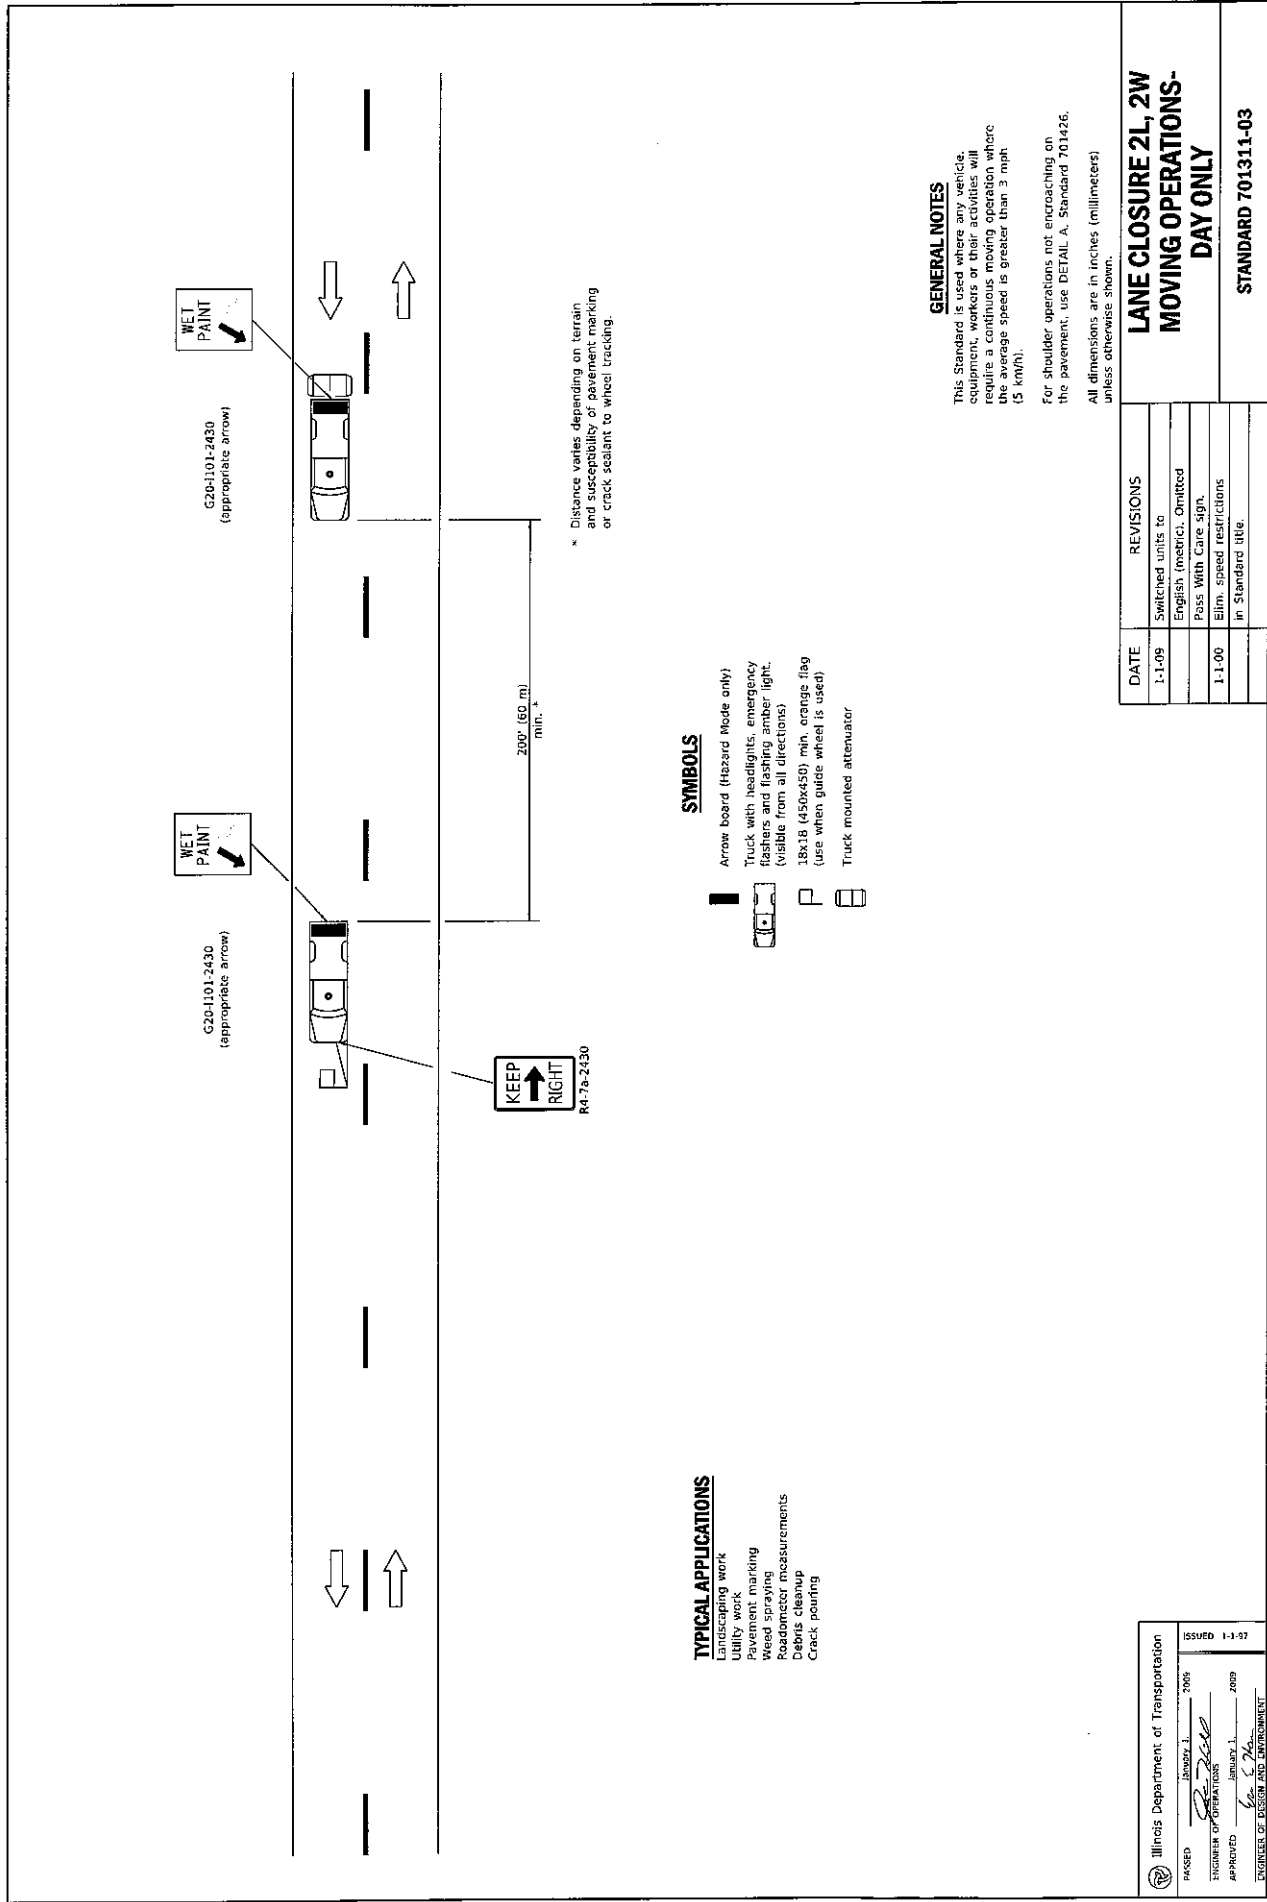 G20-I101-2430
(appropriate arrow)
WET
PAINT
G20-I101-2430
(appropriate arrow)
WET
PAINT
KEEP
RIGHT
R4-7a-2430
200' (60 m)
min. *
* Distance varies depending on terrain
and susceptibility of pavement marking
or crack sealant to wheel tracking.
TYPICAL APPLICATIONS
Landscaping work
Utility work
Pavement marking
Weed spraying
Roadometer measurements
Debris cleanup
Crack pouring
SYMBOLS
Arrow board (Hazard Mode only)
Truck with headlights, emergency
flashers and flashing amber light.
(visible from all directions)
18x18 (450x450) min. orange flag
(use when guide wheel is used)
Truck mounted attenuator
GENERAL NOTES
This Standard is used where any vehicle,
equipment, workers or their activities will
require a continuous moving operation where
the average speed is greater than 3 mph
(5 km/h).
For shoulder operations not encroaching on
the pavement, use DETAIL A, Standard 701426.
All dimensions are in inches (millimeters)
unless otherwise shown.
Illinois Department of Transportation
PASSED January 1, 2009
ENGINEER OF OPERATIONS
APPROVED January 1, 2009
ENGINEER OF DESIGN AND ENVIRONMENT
ISSUED 1-1-97
DATE REVISIONS
1-1-09 Switched units to
English (metric). Omitted
Pass With Care sign.
1-1-00 Elim. speed restrictions
in Standard title.
LANE CLOSURE 2L, 2W
MOVING OPERATIONS-
DAY ONLY
STANDARD 701311-03